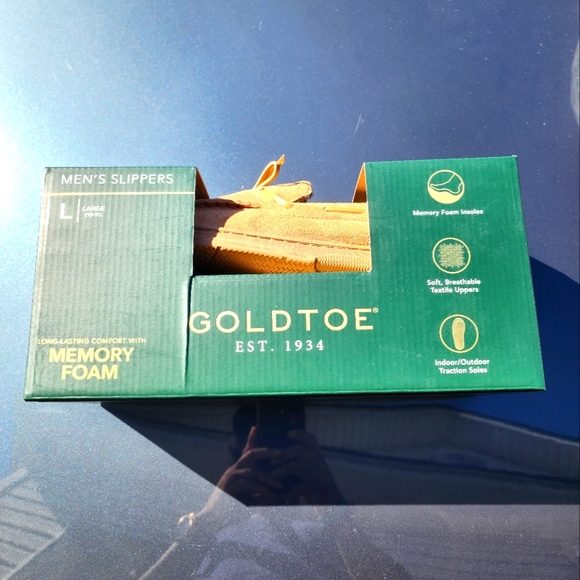 MEN'S SLIPPERS
L
LARGE
LONG-LASTING COMFORT WITH
MEMORY
FOAM
GOLDTOE®
EST. 1934
Memory Foam Insoles
Soft, Breathable
Textile Uppers
Indoor/Outdoor
Traction Soles